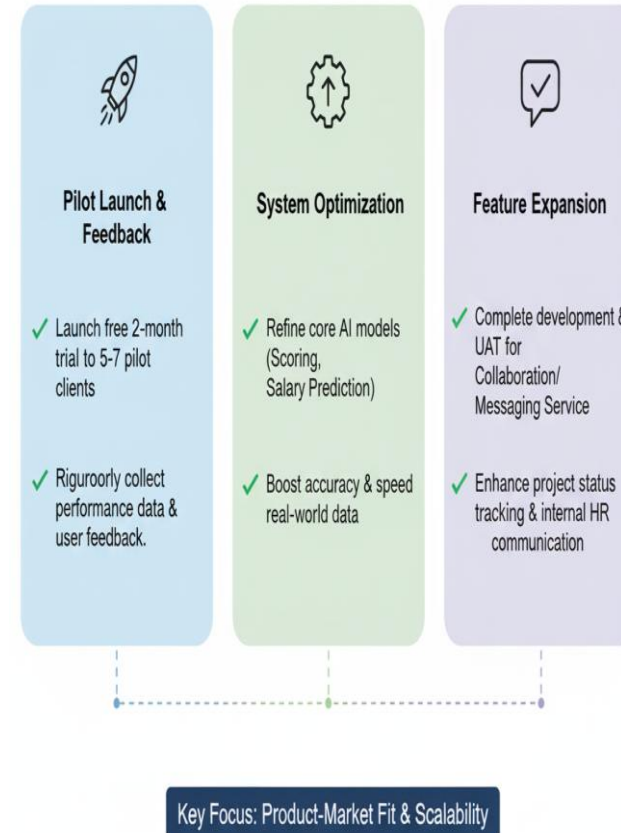 Pilot Launch &
Feedback
Launch free 2-month
trial to 5-7 pilot
clients
Riguroorly collect
performance data &
user feedback.
System Optimization
Refine core AI models
(Scoring,
Salary Prediction)
Boost accuracy & speed
real-world data
Feature Expansion
Complete development &
UAT for
Collaboration/
Messaging Service
Enhance project status
tracking & internal HR
communication
Key Focus: Product-Market Fit & Scalability